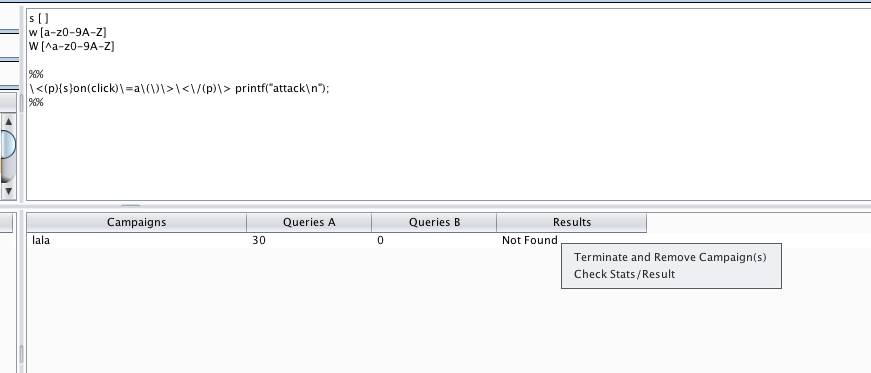 s [ ]
w [a-z0-9A-Z]
W [^a-z0-9A-Z]
%%
\<(p){s}on(click)\=a\(\)\>\<\/(p)\> printf("attack\n");
%%
Campaigns Queries A Queries B Results
lala 30 0 Not Found
Terminate and Remove Campaign(s)
Check Stats/Result